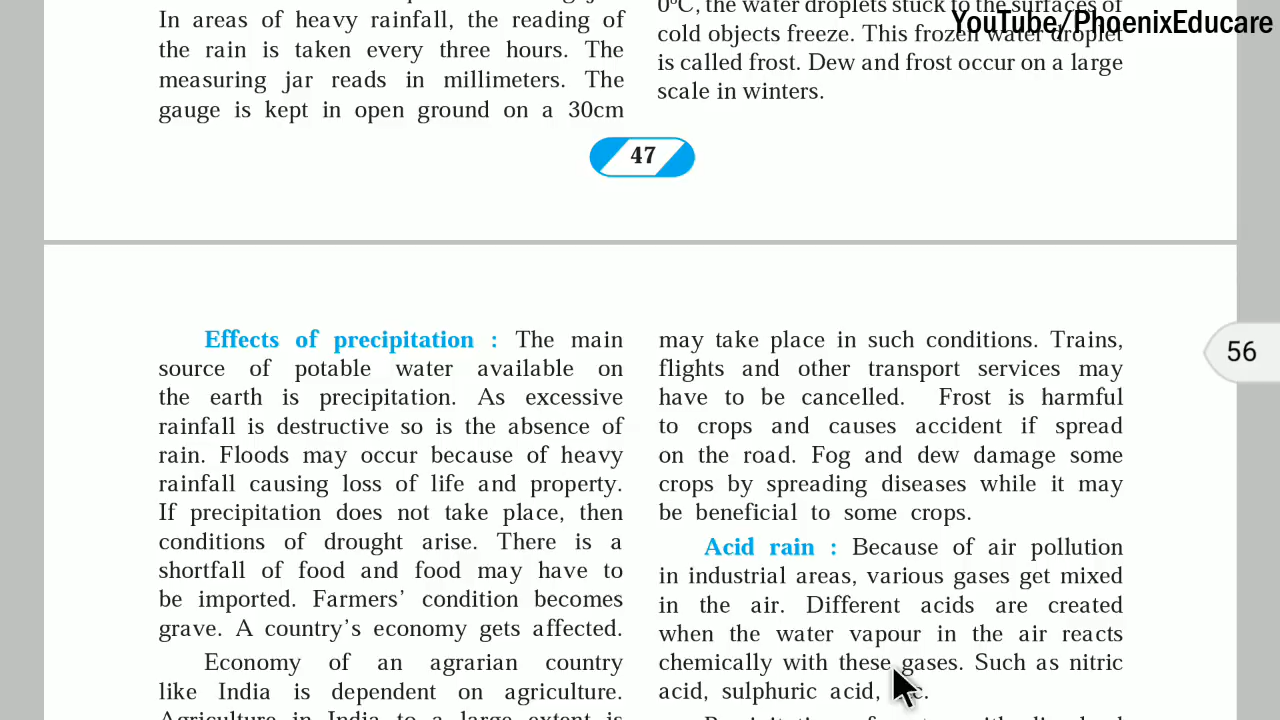 YouTube/PhoenixEducare
In areas of heavy rainfall, the reading of
the rain is taken every three hours. The
measuring jar reads in millimeters. The
gauge is kept in open ground on a 30cm
0°C, the water droplets stuck to the surfaces of
cold objects freeze. This frozen water droplet
is called frost. Dew and frost occur on a large
scale in winters.
47
Effects of precipitation : The main
source of potable water available on
the earth is precipitation. As excessive
rainfall is destructive so is the absence of
rain. Floods may occur because of heavy
rainfall causing loss of life and property.
If precipitation does not take place, then
conditions of drought arise. There is a
shortfall of food and food may have to
be imported. Farmers' condition becomes
grave. A country's economy gets affected.
Economy of an agrarian country
like India is dependent on agriculture.
Agriculture in India to a large extent is
may take place in such conditions. Trains,
flights and other transport services may
have to be cancelled. Frost is harmful
to crops and causes accident if spread
on the road. Fog and dew damage some
crops by spreading diseases while it may
be beneficial to some crops.
Acid rain : Because of air pollution
in industrial areas, various gases get mixed
in the air. Different acids are created
when the water vapour in the air reacts
chemically with these gases. Such as nitric
acid, sulphuric acid,
56